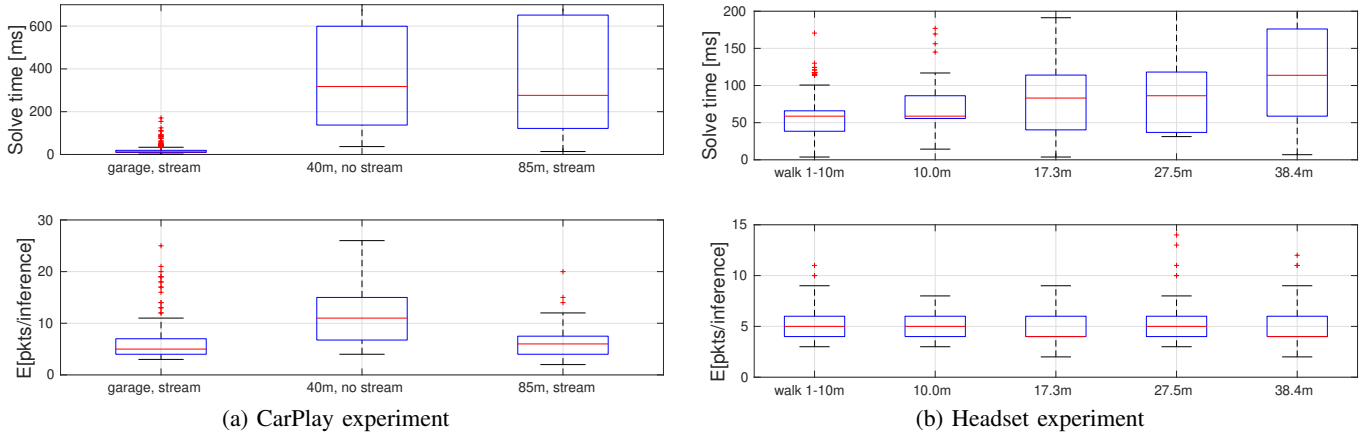 Solve time [ms]
600
400
200
0
garage, stream
40m, no stream
85m, stream
E[pkts/inference]
30
20
10
0
garage, stream
40m, no stream
85m, stream
(a) CarPlay experiment
Solve time [ms]
200
150
100
50
0
walk 1-10m
10.0m
17.3m
27.5m
38.4m
E[pkts/inference]
15
10
5
0
walk 1-10m
10.0m
17.3m
27.5m
38.4m
(b) Headset experiment